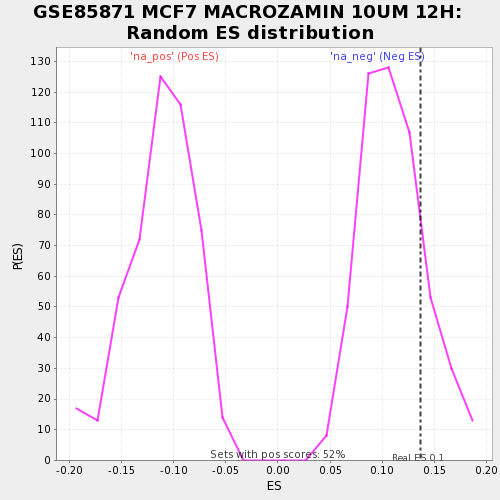 GSE85871 MCF7 MACROZAMIN 10UM 12H:
Random ES distribution
'na_pos' (Pos ES) 'na_neg' (Neg ES)
130
120
110
100
90
80
70
60
50
40
30
20
10
0
P(ES)
Sets with pos scores: 52%
Real ES 0.1
-0.20 -0.15 -0.10 -0.05 0.00 0.05 0.10 0.15 0.20
ES